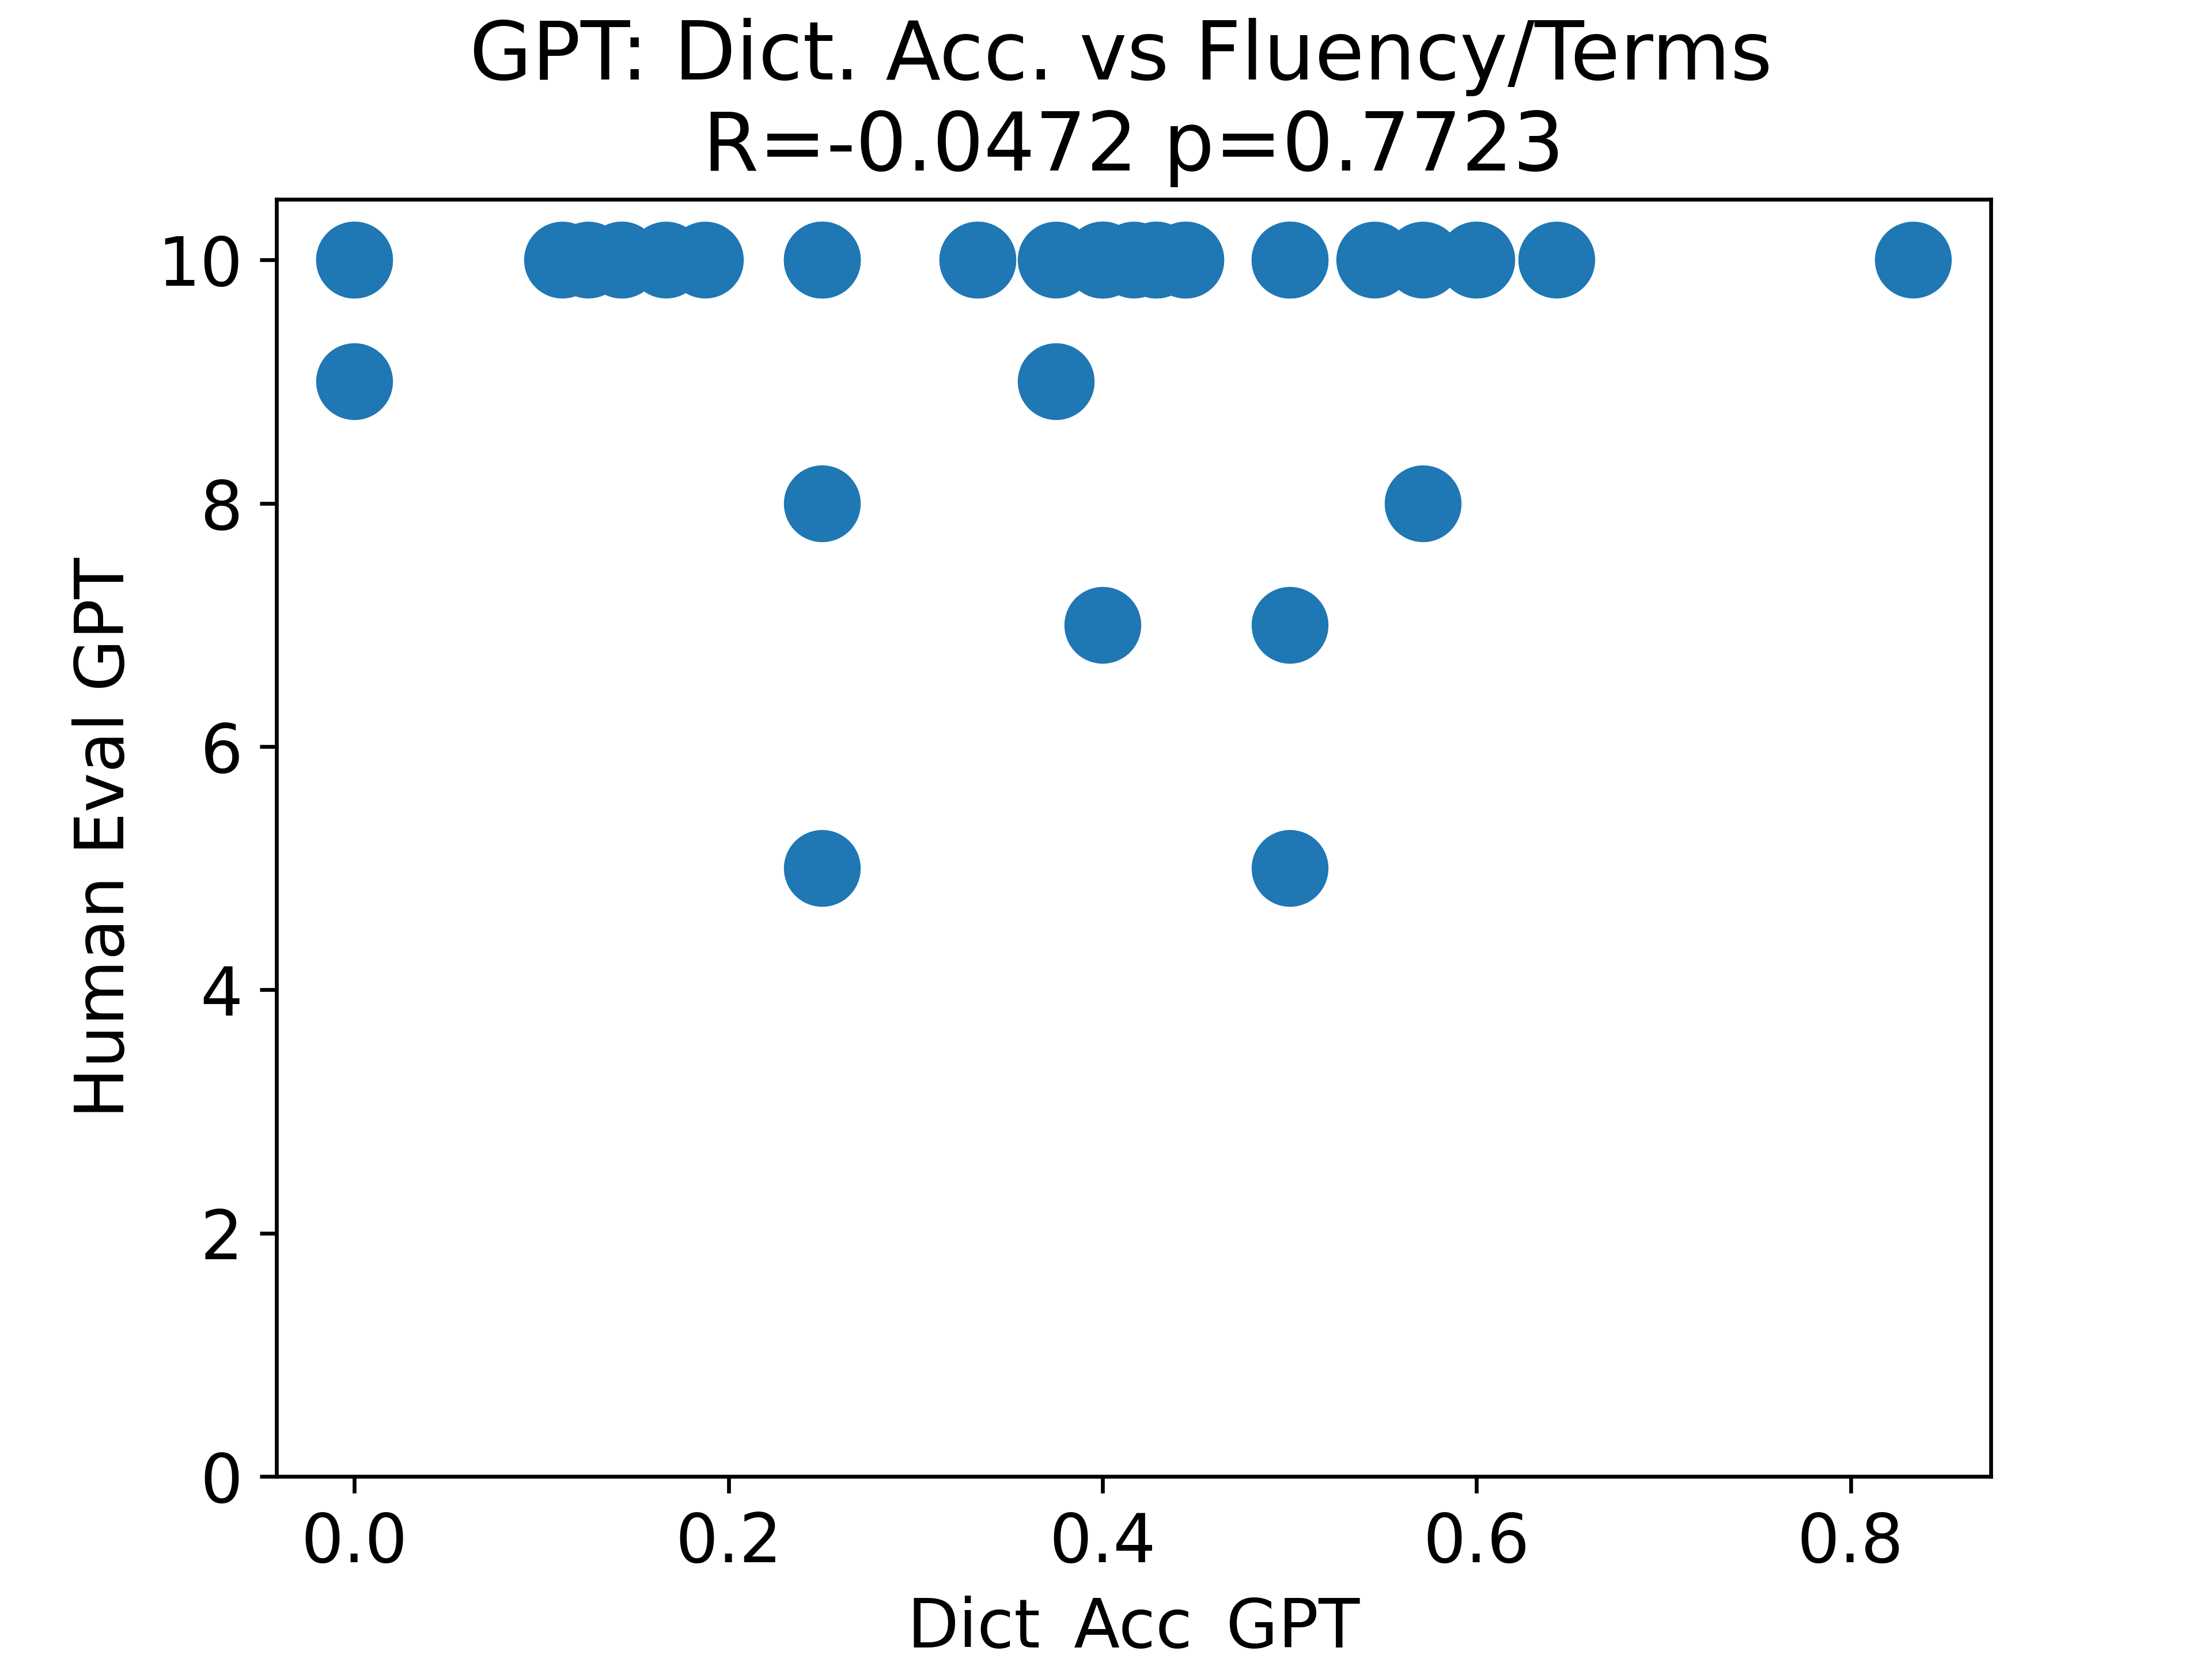 GPT: Dict. Acc. vs Fluency/Terms
R=-0.0472 p=0.7723
10
8
6
4
2
0
Human Eval GPT
0.0 0.2 0.4 0.6 0.8
Dict Acc GPT